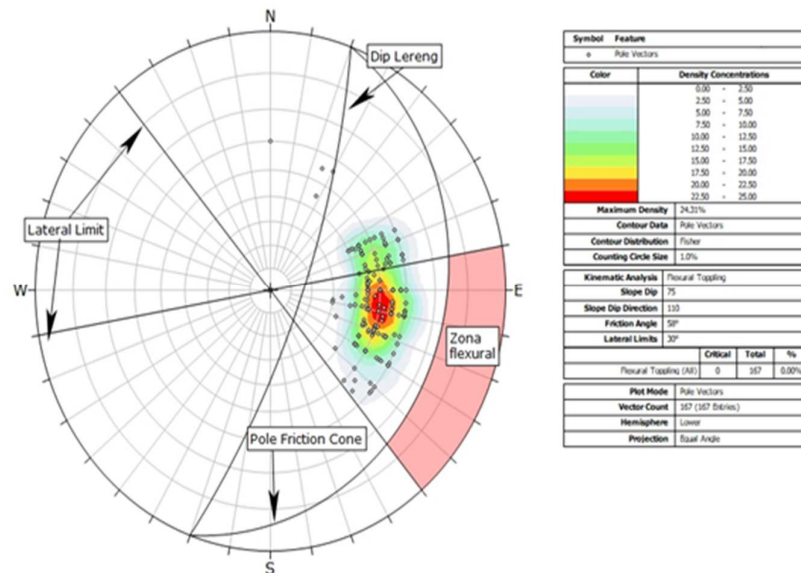 N
Dip Lereng
Lateral Limit
W
E
Zona
flexural
Pole Friction Cone
S
Symbol Feature
Pole Vectors
Color Density Concentrations
0.00 - 2.50
2.50 - 5.00
5.00 - 7.50
7.50 - 10.00
10.00 - 12.50
12.50 - 15.00
15.00 - 17.50
17.50 - 20.00
20.00 - 22.50
22.50 - 25.00
Maximum Density 24.31%
Contour Data Pole Vectors
Contour Distribution Fisher
Counting Circle Size 1.0%
Kinematic Analysis Flexural Toppling
Slope Dip 75
Slope Dip Direction 110
Friction Angle 58°
Lateral Limits 30°
Critical Total %
Flexural Toppling (All) 0 167 0.00%
Plot Mode Pole Vectors
Vector Count 167 (167 Entries)
Hemisphere Lower
Projection Equal Angle